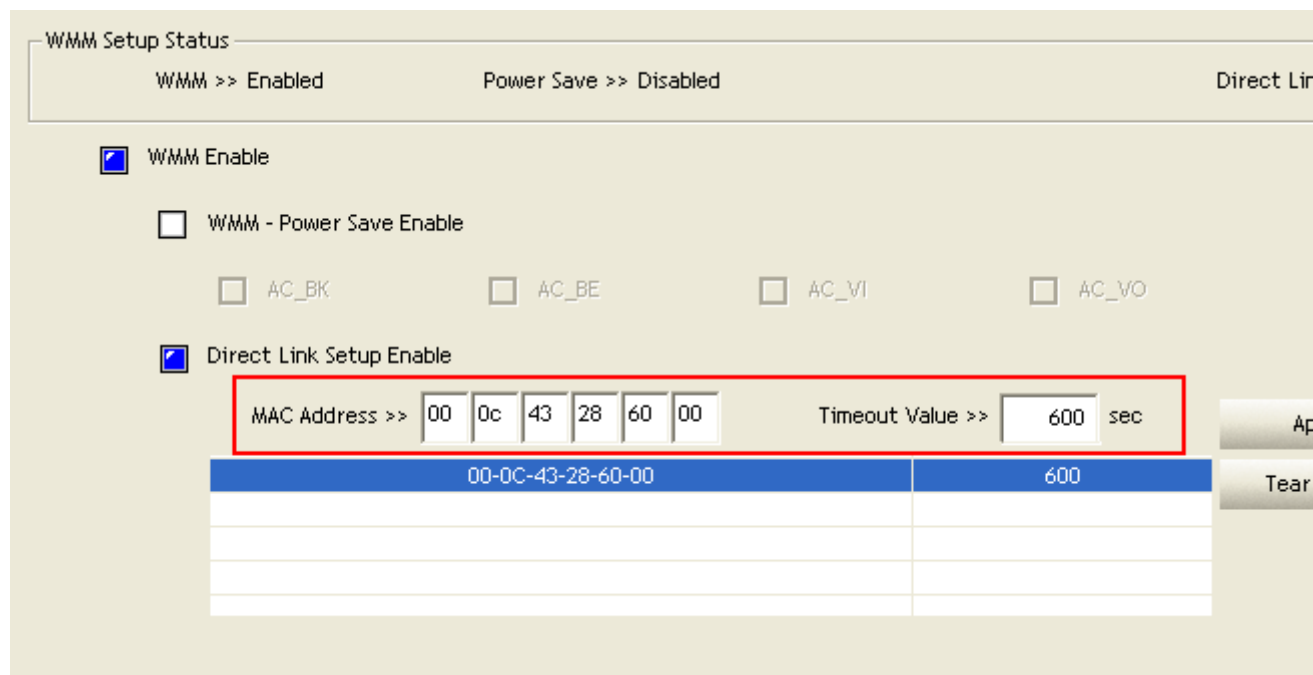 WMM Setup Status
WMM >> Enabled Power Save >> Disabled Direct
WMM Enable
WMM - Power Save Enable
AC_BK AC_BE AC_VI AC_VO
Direct Link Setup Enable
MAC Address >> 00 0c 43 28 60 00 Timeout Value >> 600 sec
00-0C-43-28-60-00 600
Tear